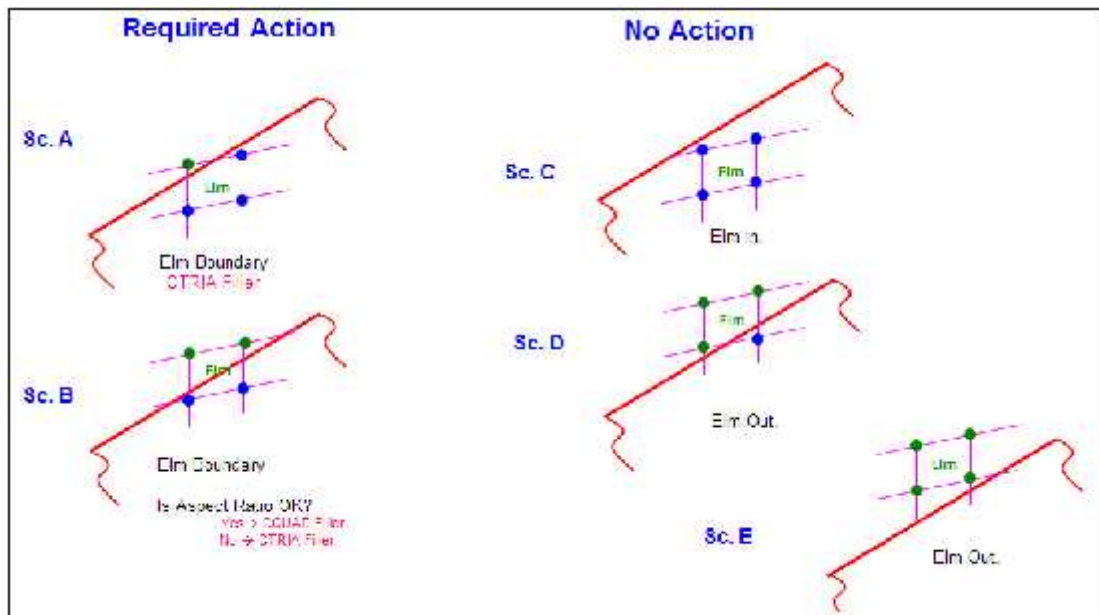 Required Action
No Action
Sc. A
Elm
Elm Boundary
CTRIA Filler
Sc. B
Elm
Elm Boundary
Is Aspect Ratio OK?
Yes → CQUAD Filler
No → CTRIA Filler
Sc. C
Elm
Elm In.
Sc. D
Elm
Elm Out.
Sc. E
Elm
Elm Out.